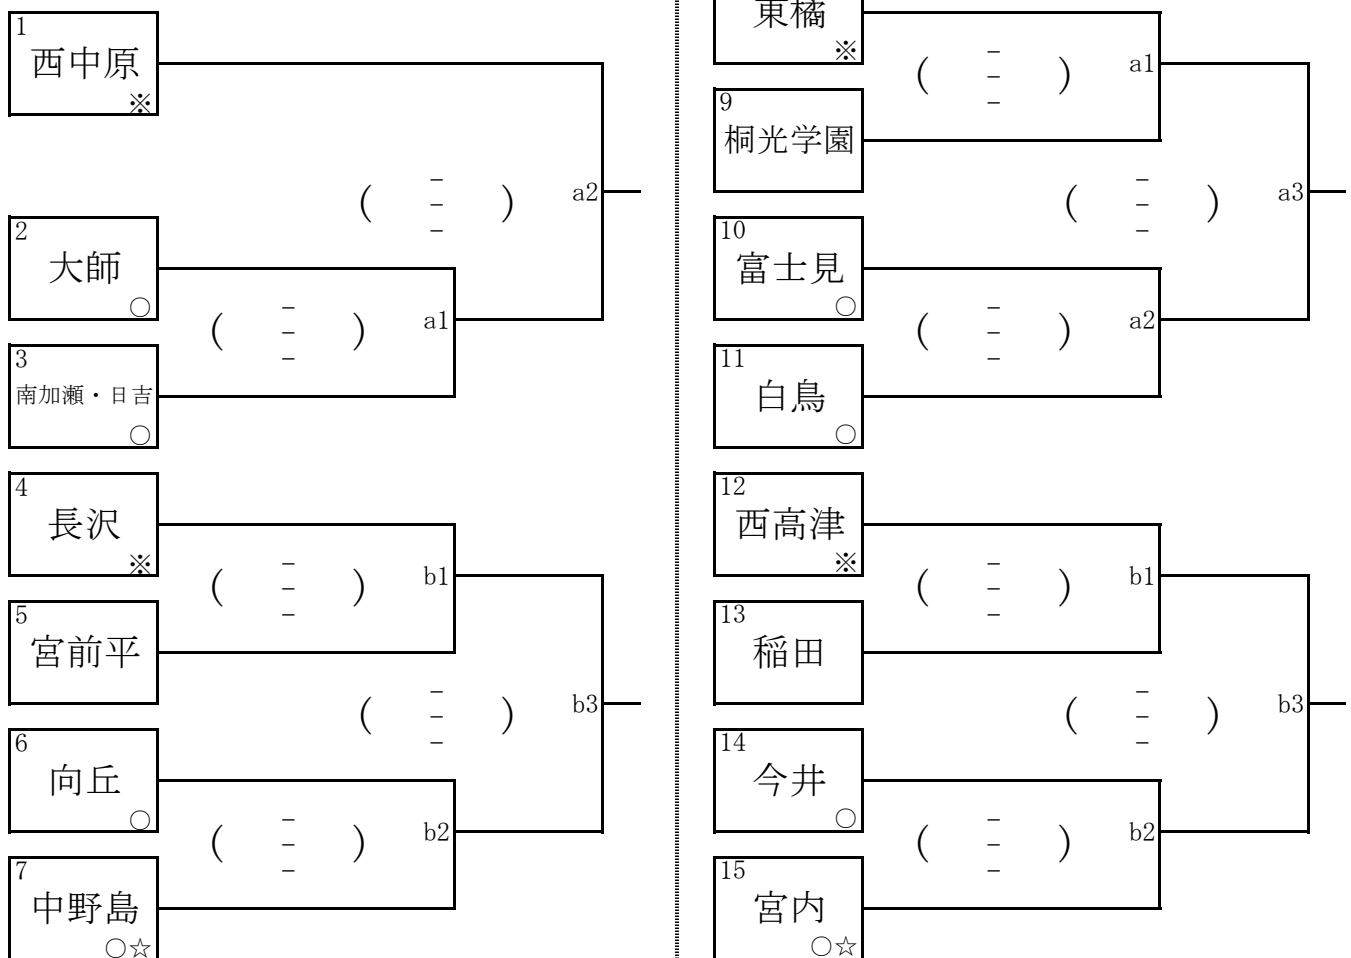 1
西中原
※
( - - - ) a2
2
大師
○
( - - - ) a1
3
南加瀬・日吉
○
4
長沢
※
( - - - ) b1
5
宮前平
( - - - ) b3
6
向丘
○
( - - - ) b2
7
中野島
○☆
東橘
※
( - - - ) a1
9
桐光学園
( - - - ) a3
10
富士見
○
( - - - ) a2
11
白鳥
○
12
西高津
※
( - - - ) b1
13
稲田
( - - - ) b3
14
今井
○
( - - - ) b2
15
宮内
○☆